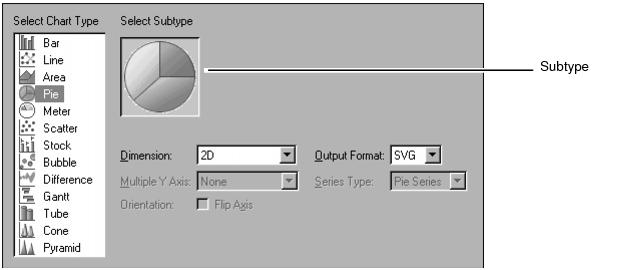 Select Chart Type
Select Subtype
Bar
Line
Area
Pie
Meter
Scatter
Stock
Bubble
Difference
Gantt
Tube
Cone
Pyramid
Subtype
Dimension: 2D
Output Format: SVG
Multiple Y Axis: None
Series Type: Pie Series
Orientation: Flip Axis